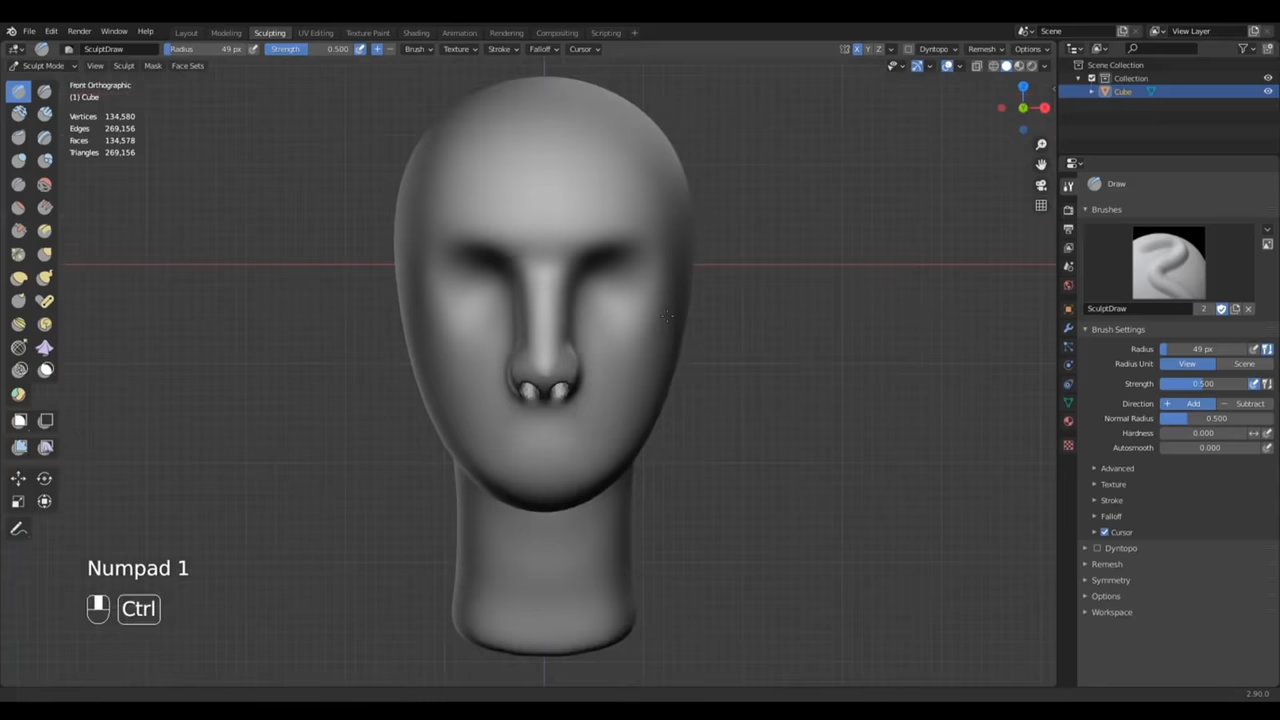 File Edit Render Window Help Layout Modeling Sculpting UV Editing Texture Paint Shading Animation Rendering Compositing Scripting + Scene View Layer
SculptDraw Radius 49 px Strength 0.500 + − Brush Texture Stroke Falloff Cursor X Y Z Dyntopo Remesh Options
Sculpt Mode View Sculpt Mask Face Sets
Scene Collection
Collection
Cube
Front Orthographic
(1) Cube
Vertices 134,580
Edges 269,156
Faces 134,578
Triangles 269,156
Draw
Brushes
SculptDraw 2
Brush Settings
Radius 49 px
Radius Unit View Scene
Strength 0.500
Direction + Add − Subtract
Normal Radius 0.500
Hardness 0.000
Autosmooth 0.000
Advanced
Texture
Stroke
Falloff
Cursor
Dyntopo
Remesh
Symmetry
Options
Workspace
Numpad 1
Ctrl
2.90.0